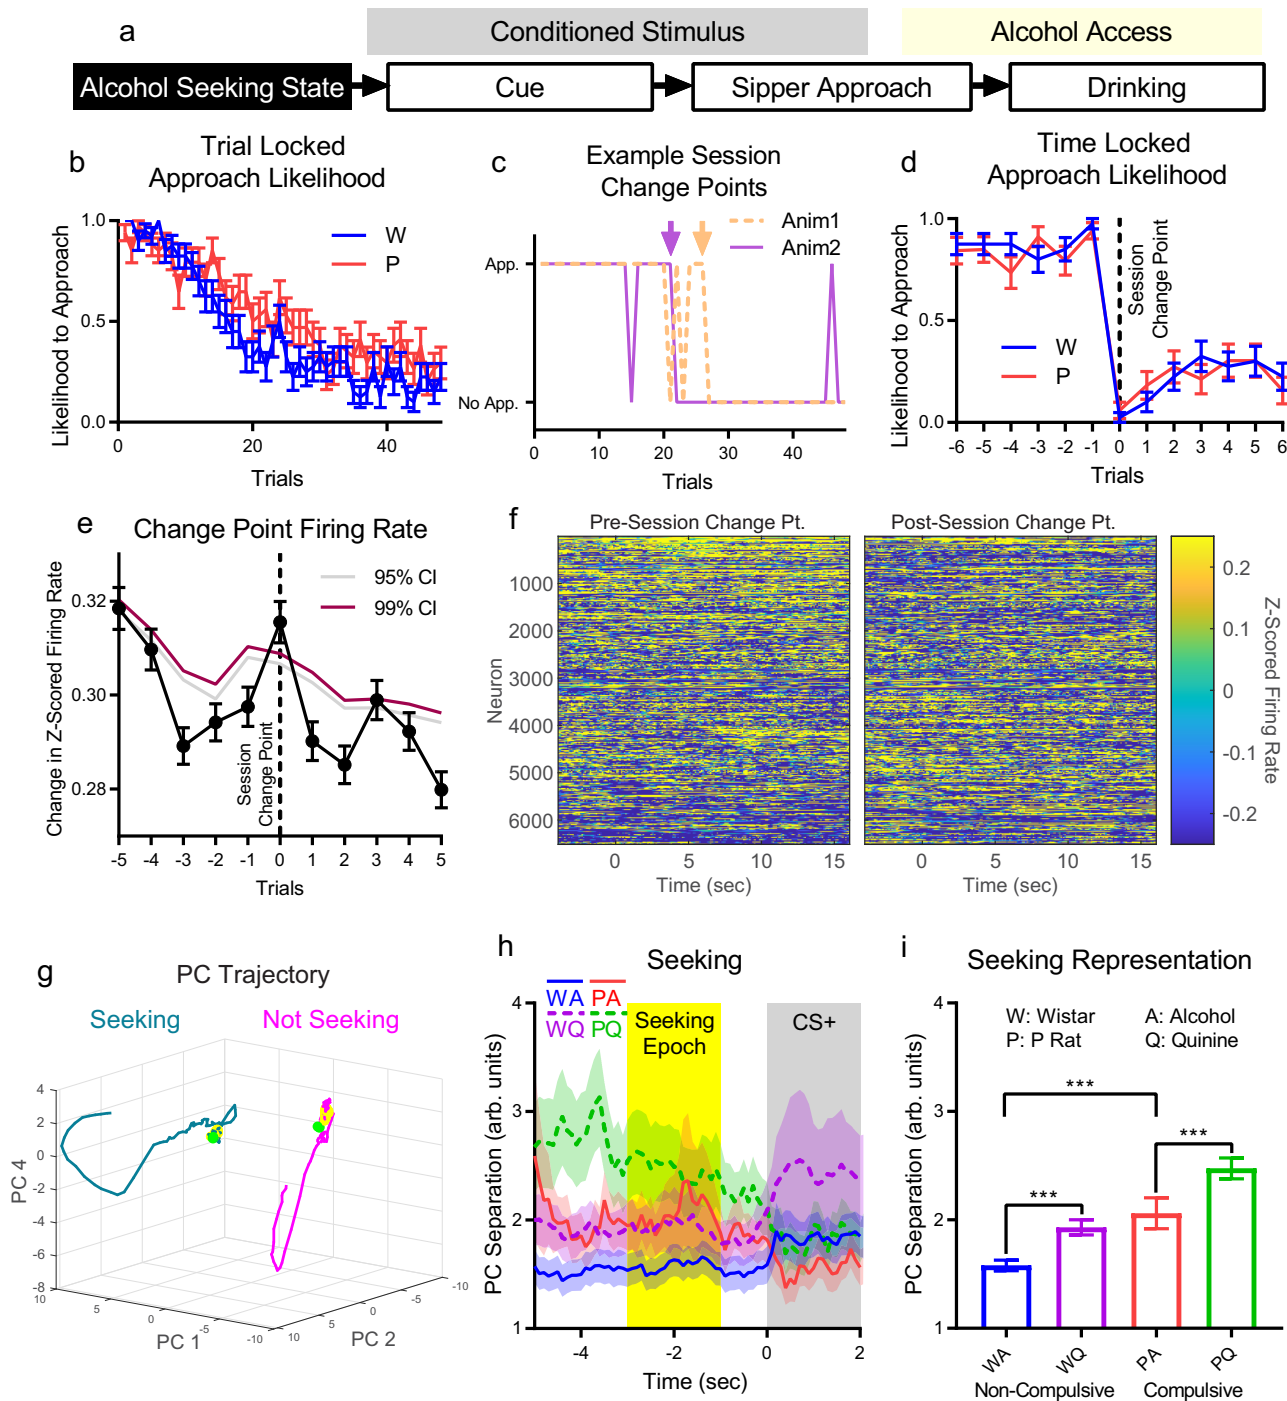 a
Conditioned Stimulus
Alcohol Access
Alcohol Seeking State
Cue
Sipper Approach
Drinking
b
Trial Locked
Approach Likelihood
W
P
Likelihood to Approach
1.0
0.5
0.0
0
20
40
Trials
c
Example Session
Change Points
Anim1
Anim2
App.
No App.
0
10
20
30
40
Trials
d
Time Locked
Approach Likelihood
Likelihood to Approach
1.0
0.5
0.0
Session
Change Point
W
P
-6
-5
-4
-3
-2
-1
0
1
2
3
4
5
6
Trials
e
Change Point Firing Rate
95% CI
99% CI
Change in Z-Scored Firing Rate
0.32
0.30
0.28
Session
Change Point
-5
-4
-3
-2
-1
0
1
2
3
4
5
Trials
f
Pre-Session Change Pt.
Post-Session Change Pt.
Neuron
1000
2000
3000
4000
5000
6000
0
5
10
15
Time (sec)
0
5
10
15
Time (sec)
0.2
0.1
0
-0.1
-0.2
Z-Scored Firing Rate
g
PC Trajectory
Seeking
Not Seeking
PC 4
4
2
0
-2
-4
-6
-8
10
5
0
-5
-10
PC 1
10
5
0
-5
-10
PC 2
h
Seeking
WA
PA
WQ
PQ
Seeking
Epoch
CS+
PC Separation (arb. units)
4
3
2
1
-4
-2
0
2
Time (sec)
i
Seeking Representation
W: Wistar
A: Alcohol
P: P Rat
Q: Quinine
PC Separation (arb. units)
4
3
2
1
***
***
***
WA
WQ
PA
PQ
Non-Compulsive
Compulsive